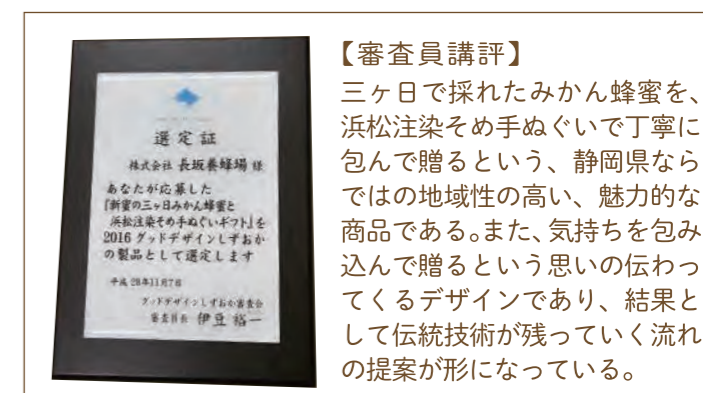 選定証
株式会社 長坂養蜂場 様
あなたが応募した
『新蜜の三ヶ日みかん蜂蜜と
浜松注染そめ手ぬぐいギフト』を
2016 グッドデザインしずおか
の製品として選定します
平成28年11月7日
グッドデザインしずおか審査会
審査員長 伊豆裕一
【審査員講評】
三ヶ日で採れたみかん蜂蜜を、
浜松注染そめ手ぬぐいで丁寧に
包んで贈るという、静岡県なら
ではの地域性の高い、魅力的な
商品である。また、気持ちを包み
込んで贈るという思いの伝わっ
てくるデザインであり、結果と
して伝統技術が残っていく流れ
の提案が形になっている。